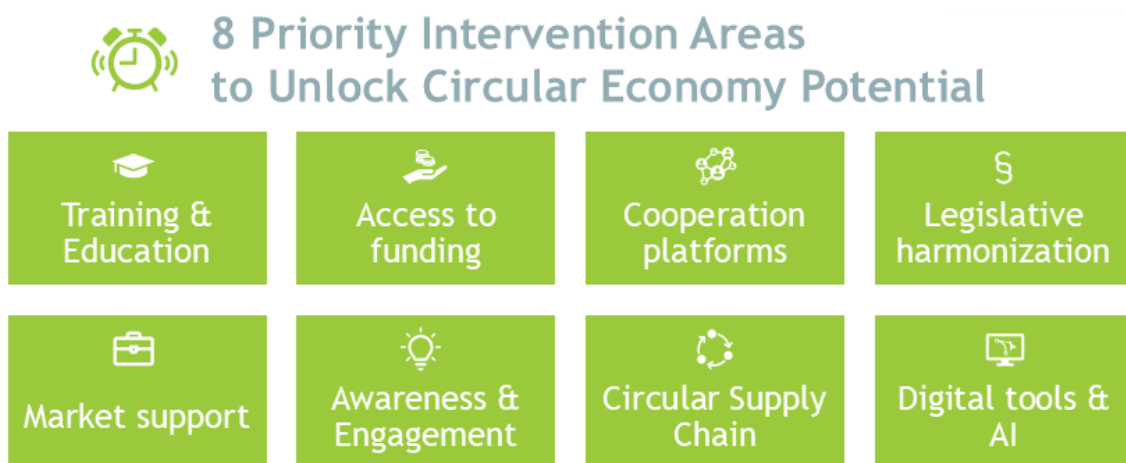 8 Priority Intervention Areas
to Unlock Circular Economy Potential
Training &
Education
Access to
funding
Cooperation
platforms
§
Legislative
harmonization
Market support
Awareness &
Engagement
Circular Supply
Chain
Digital tools &
AI